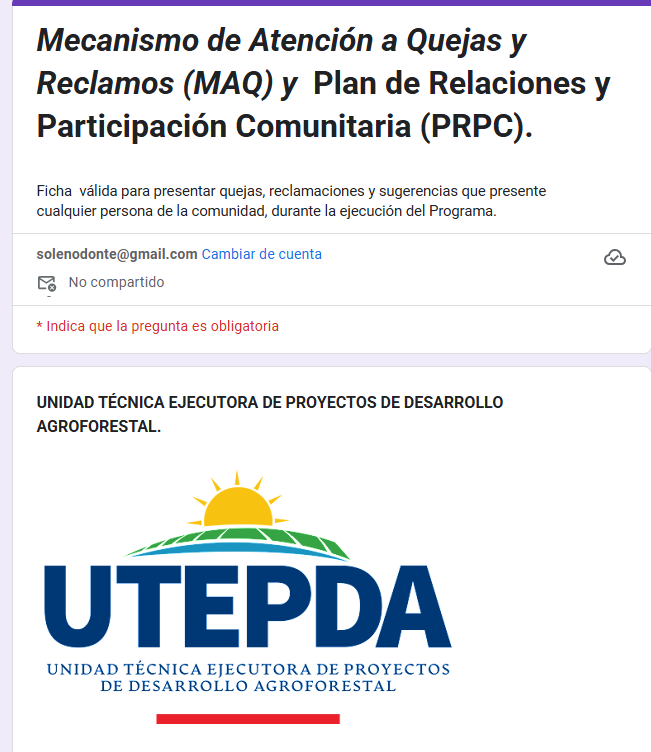 Mecanismo de Atención a Quejas y
Reclamos (MAQ) y  Plan de Relaciones y
Participación Comunitaria (PRPC).
Ficha  válida para presentar quejas, reclamaciones y sugerencias que presente
cualquier persona de la comunidad, durante la ejecución del Programa.
solenodonte@gmail.com Cambiar de cuenta
No compartido
* Indica que la pregunta es obligatoria
UNIDAD TÉCNICA EJECUTORA DE PROYECTOS DE DESARROLLO
AGROFORESTAL.
UTEPDA
UNIDAD TÉCNICA EJECUTORA DE PROYECTOS
DE DESARROLLO AGROFORESTAL